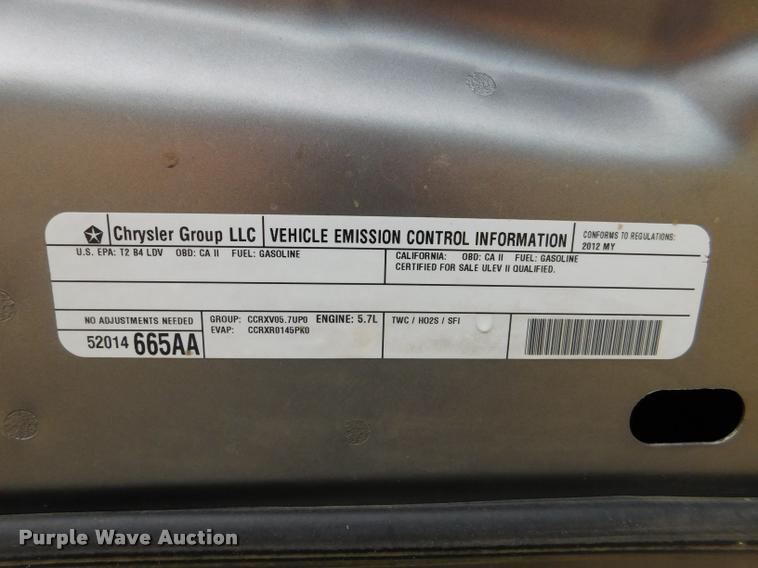 Chrysler Group LLC VEHICLE EMISSION CONTROL INFORMATION CONFORMS TO REGULATIONS:
2012 MY
U.S. EPA: T2 B4 LDV OBD: CA II FUEL: GASOLINE CALIFORNIA: OBD: CA II FUEL: GASOLINE
CERTIFIED FOR SALE ULEV II QUALIFIED.
NO ADJUSTMENTS NEEDED GROUP: CCRXV05.7UP0 ENGINE: 5.7L TWC / HO2S / SFI
EVAP: CCRXR0145PK0
52014 665AA
Purple Wave Auction